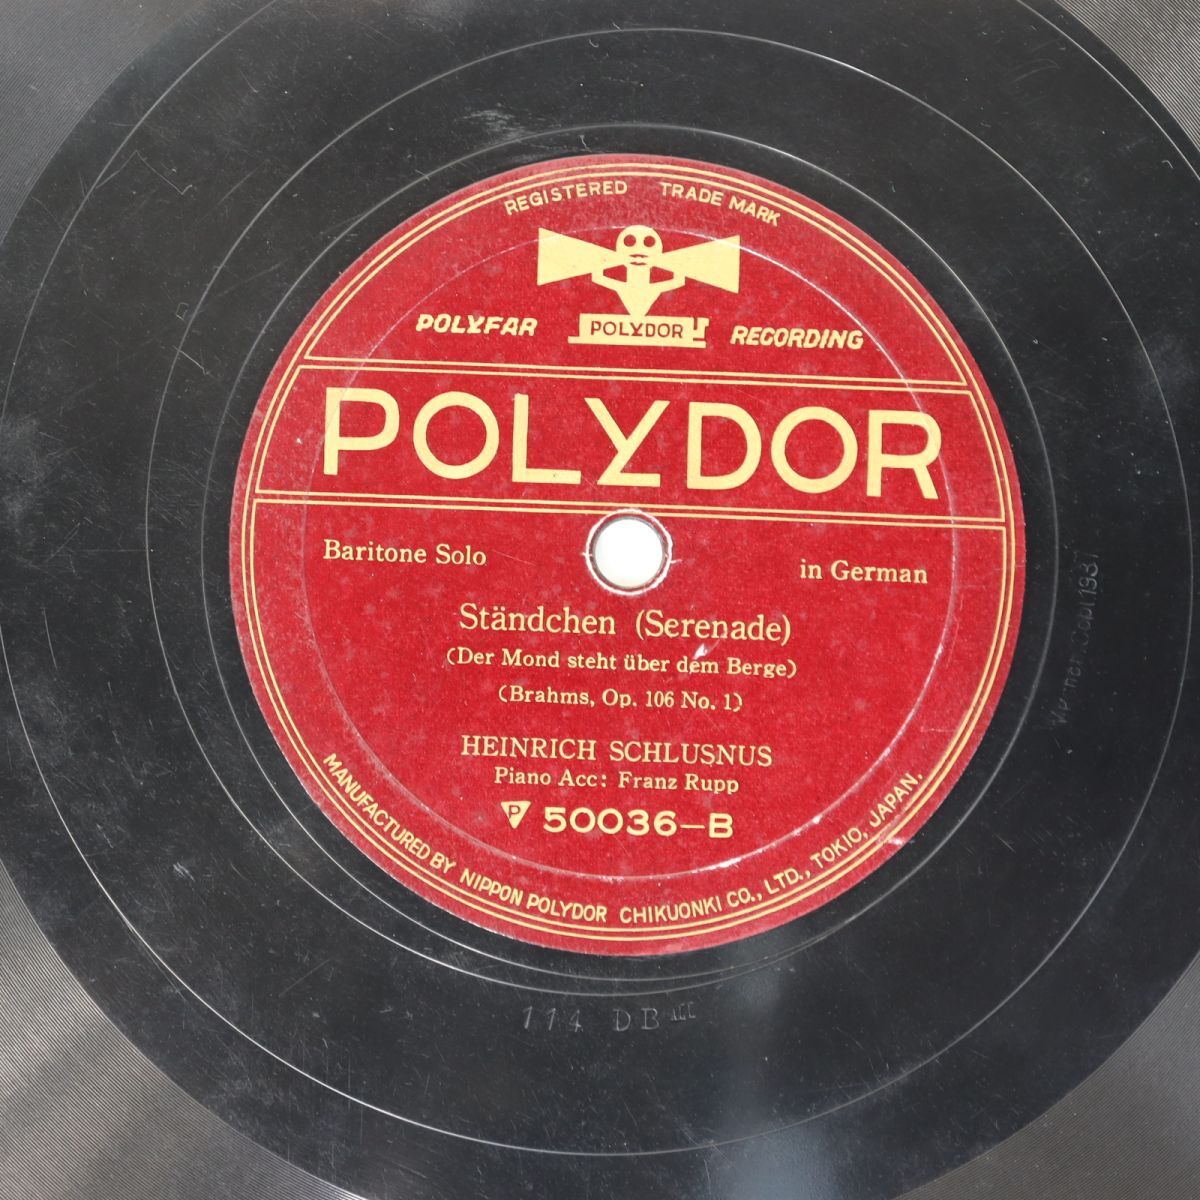 REGISTERED TRADE MARK
POLYDOR
POLYFAR RECORDING
POLYDOR
Baritone Solo in German
Ständchen (Serenade)
(Der Mond steht über dem Berge)
(Brahms, Op. 106 No. 1)
HEINRICH SCHLUSNUS
Piano Acc: Franz Rupp
P 50036-B
MANUFACTURED BY NIPPON POLYDOR CHIKUONKI CO., LTD., TOKIO, JAPAN.
114 DB
1931